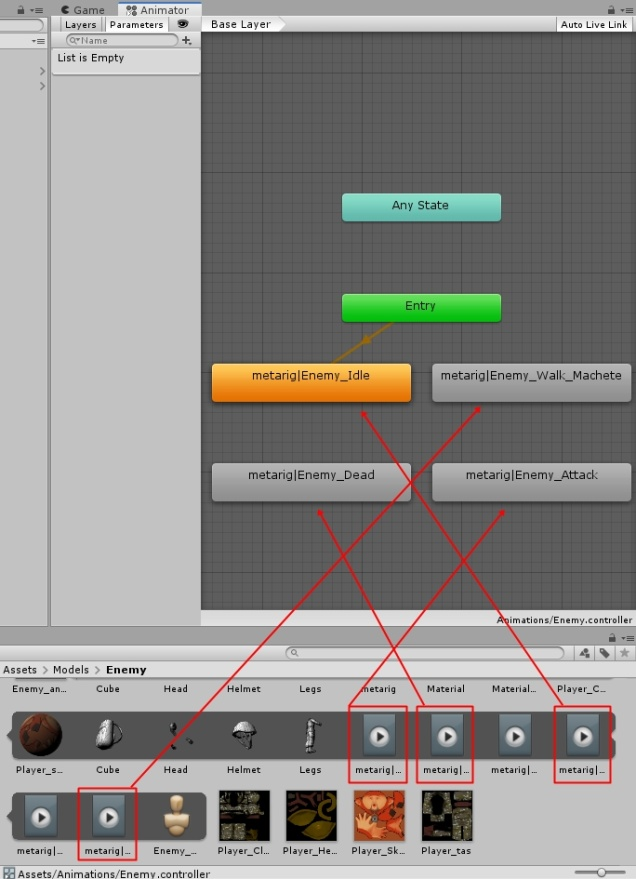 Game
Animator
Layers
Parameters
Base Layer
Auto Live Link
Name
List is Empty
Any State
Entry
metarig|Enemy_Idle
metarig|Enemy_Walk_Machete
metarig|Enemy_Dead
metarig|Enemy_Attack
Animations/Enemy.controller
Assets > Models > Enemy
Enemy_an... Cube Head Helmet Legs metarig Material Material... Player_C...
Player_s... Cube Head Helmet Legs metarig|... metarig|... metarig|... metarig|...
metarig|... metarig|... Enemy_... Player_Cl... Player_He... Player_Sk... Player_tas
Assets/Animations/Enemy.controller